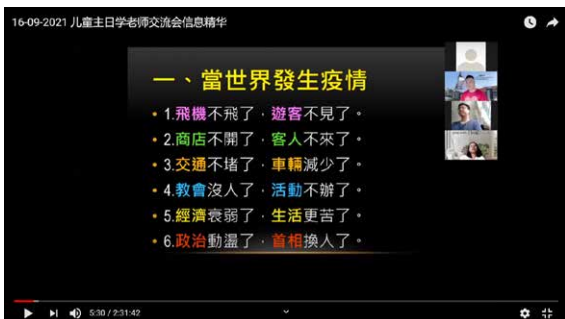 16-09-2021 儿童主日学老师交流会信息精华
一、當世界發生疫情
• 1.飛機不飛了，遊客不見了。
• 2.商店不開了，客人不來了。
• 3.交通不堵了，車輛減少了。
• 4.教會沒人了，活動不辦了。
• 5.經濟衰弱了，生活更苦了。
• 6.政治動盪了，首相換人了。
5:30 / 2:31:42